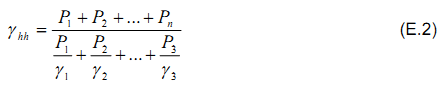 γ_hh = (P_1 + P_2 + ... + P_n) / (P_1/γ_1 + P_2/γ_2 + ... + P_3/γ_3) (E.2)